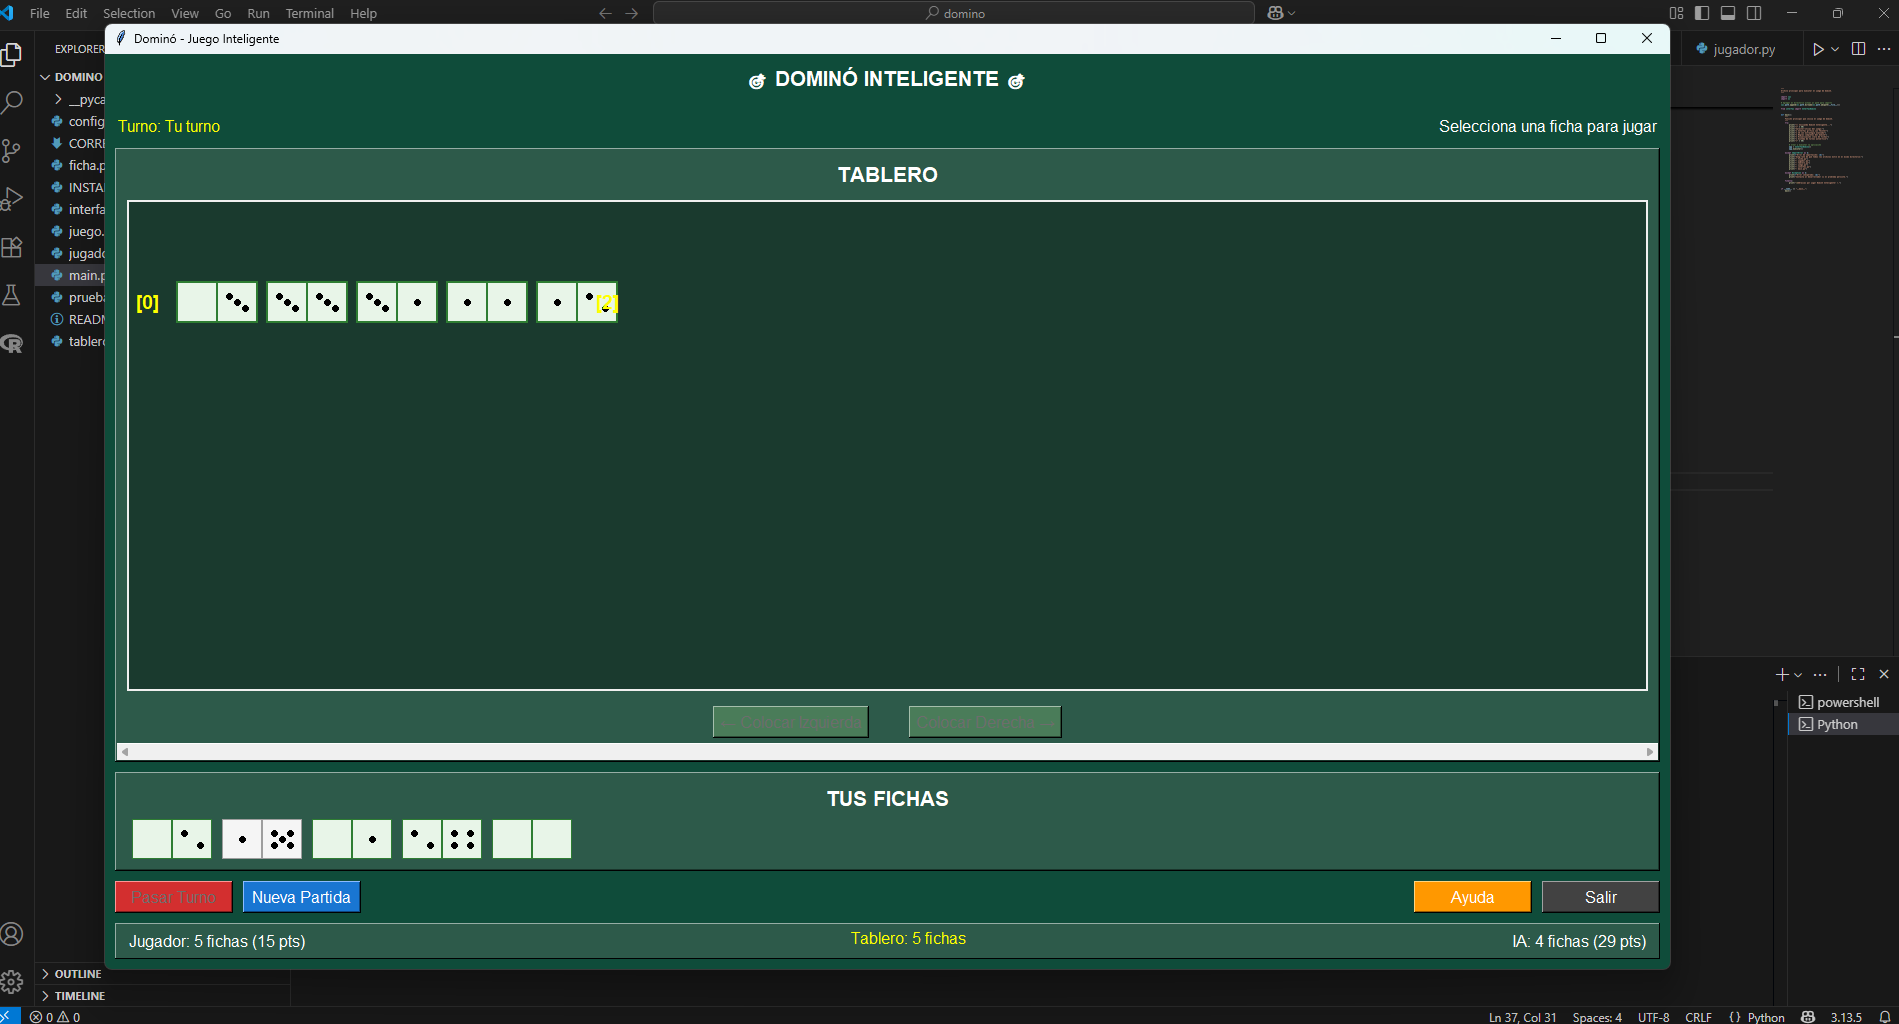 File Edit Selection View Go Run Terminal Help
domino
EXPLORER
jugador.py
Dominó - Juego Inteligente
DOMINÓ INTELIGENTE
Turno: Tu turno
Selecciona una ficha para jugar
TABLERO
[0]
[2]
DOMINO
__pyca
config
CORRE
ficha.p
INSTA
interfa
juego.
jugado
main.p
prueba
READM
tablero
← Colocar Izquierda
Colocar Derecha →
powershell
Python
TUS FICHAS
Pasar Turno
Nueva Partida
Ayuda
Salir
Jugador: 5 fichas (15 pts)
Tablero: 5 fichas
IA: 4 fichas (29 pts)
OUTLINE
TIMELINE
0 0
Ln 37, Col 31 Spaces: 4 UTF-8 CRLF {} Python 3.13.5